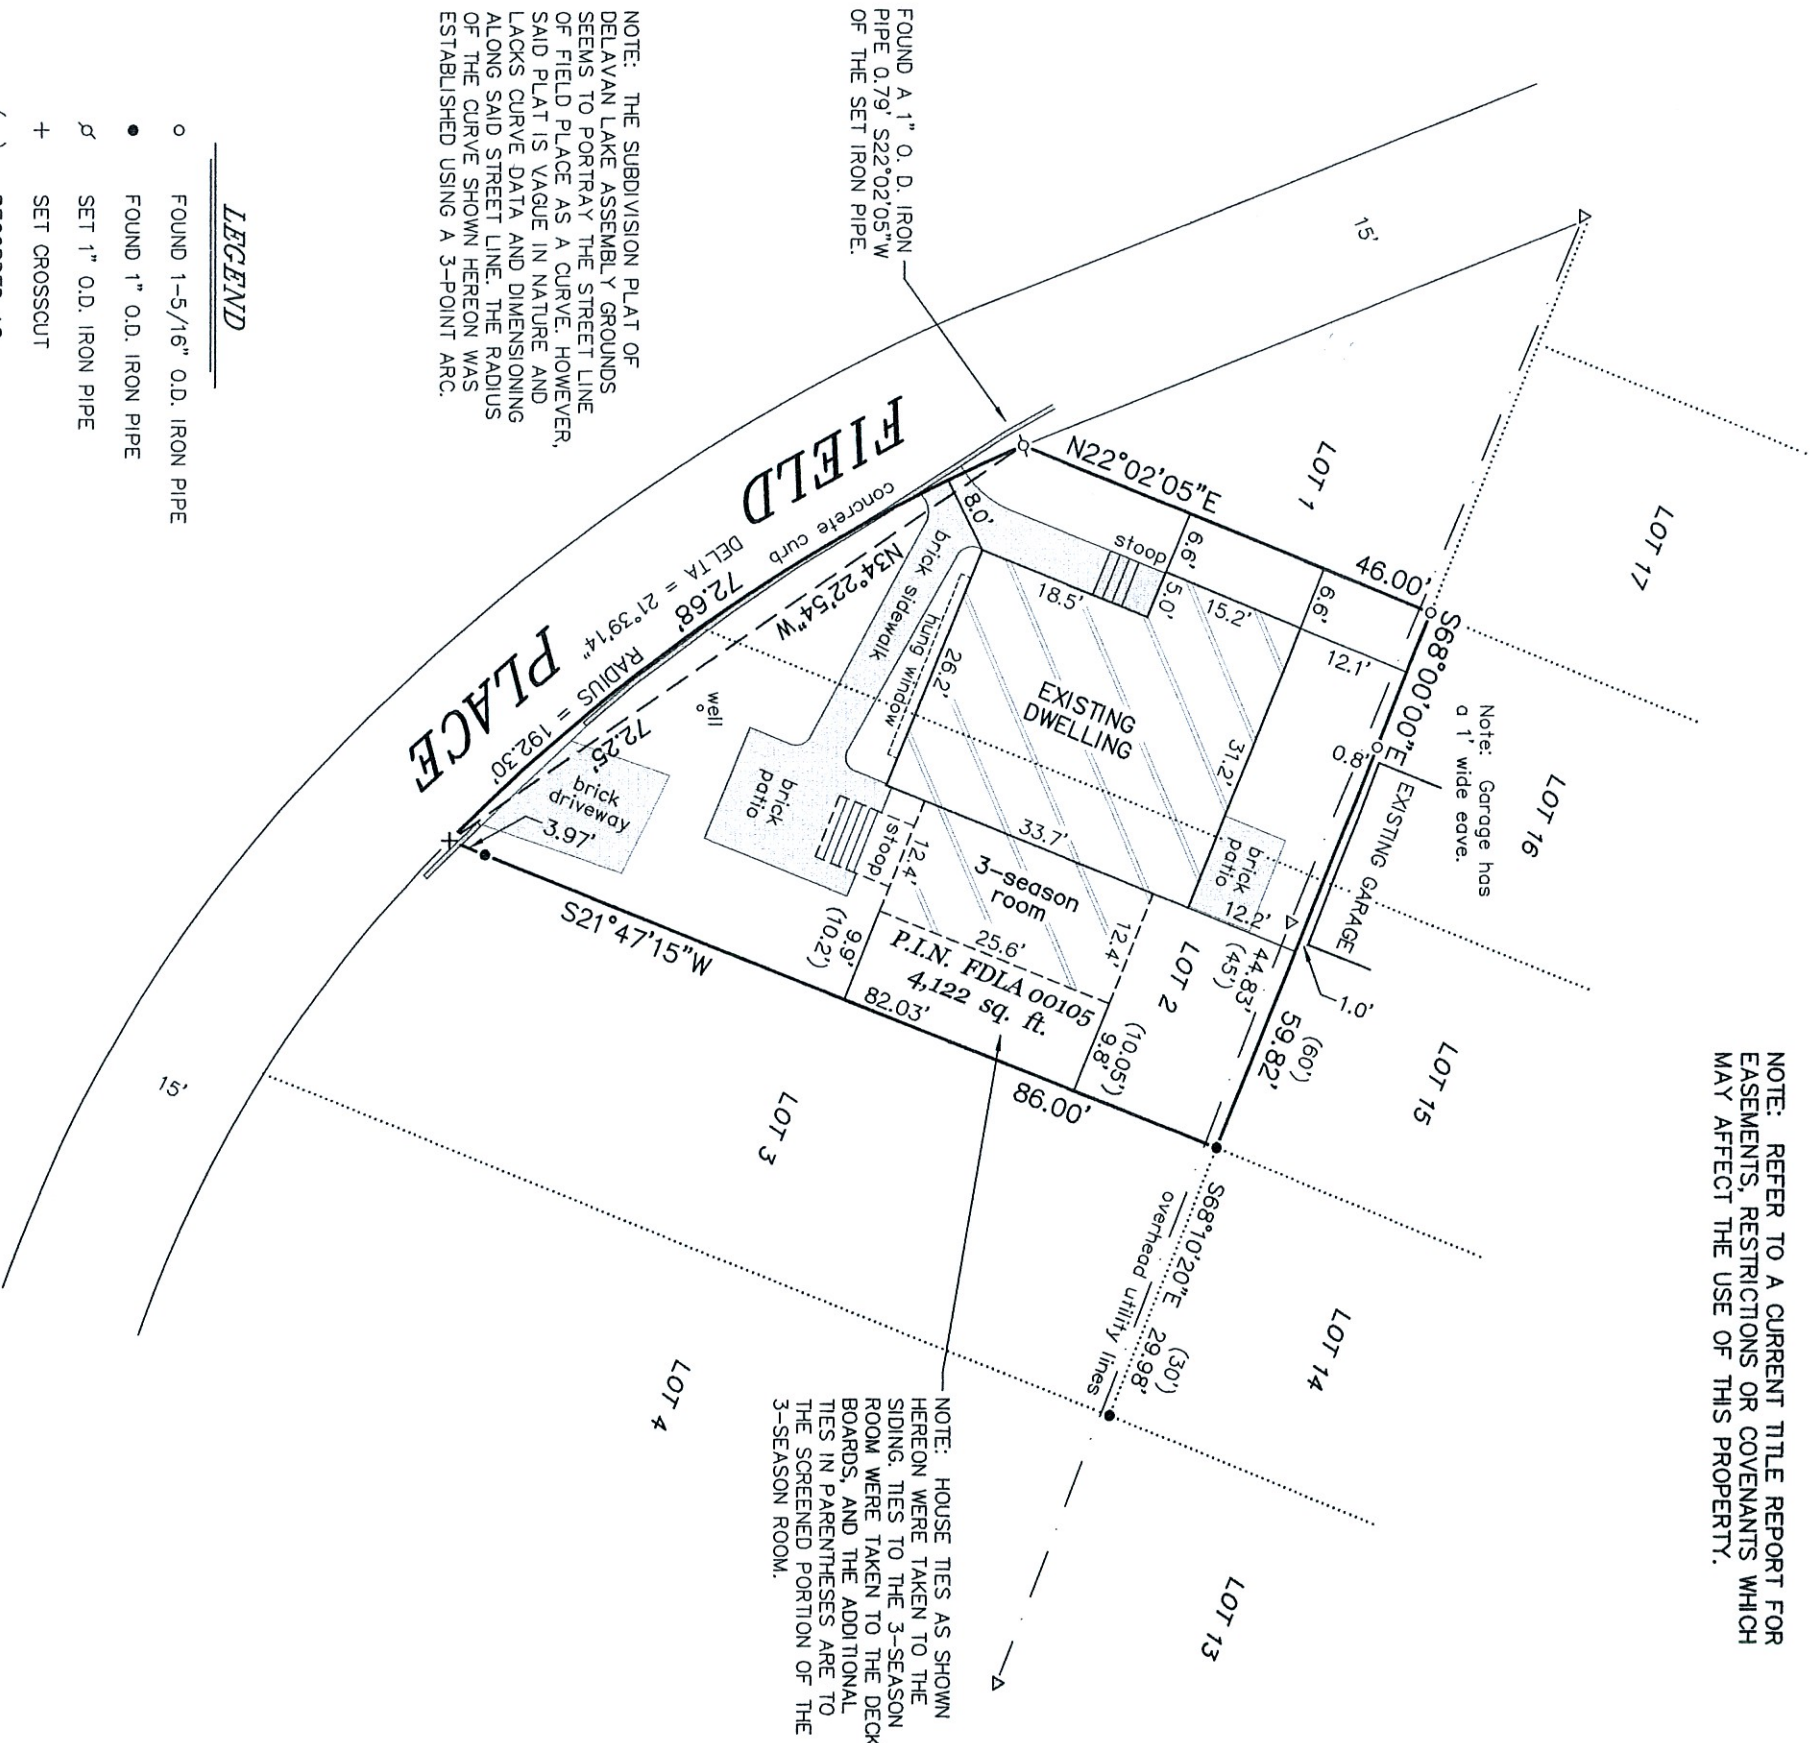 NOTE: REFER TO A CURRENT TITLE REPORT FOR
EASEMENTS, RESTRICTIONS OR COVENANTS WHICH
MAY AFFECT THE USE OF THIS PROPERTY.
FOUND A 1" O. D. IRON
PIPE 0.79' S22°02'05"W
OF THE SET IRON PIPE.
NOTE: THE SUBDIVISION PLAT OF
DELAVAN LAKE ASSEMBLY GROUNDS
SEEMS TO PORTRAY THE STREET LINE
OF FIELD PLACE AS A CURVE. HOWEVER,
SAID PLAT IS VAGUE IN NATURE AND
LACKS CURVE DATA AND DIMENSIONING
ALONG SAID STREET LINE. THE RADIUS
OF THE CURVE SHOWN HEREON WAS
ESTABLISHED USING A 3-POINT ARC.
LEGEND
FOUND 1-5/16" O.D. IRON PIPE
FOUND 1" O.D. IRON PIPE
SET 1" O.D. IRON PIPE
SET CROSSCUT
NOTE: HOUSE TIES AS SHOWN
HEREON WERE TAKEN TO THE
SIDING. TIES TO THE 3-SEASON
ROOM WERE TAKEN TO THE DECK
BOARDS, AND THE ADDITIONAL
TIES IN PARENTHESES ARE TO
THE SCREENED PORTION OF THE
3-SEASON ROOM.
Note: Garage has
a 1' wide eave.
LOT 17
LOT 16
LOT 15
LOT 14
LOT 13
LOT 1
LOT 2
LOT 3
LOT 4
15'
15'
N22°02'05"E
46.00'
S68°00'00"E
(60')
59.82'
44.83'
(45')
0.8'
EXISTING GARAGE
1.0'
S68°10'20"E
(30')
29.98'
overhead utility lines
S21°47'15"W
86.00'
82.03'
3.97'
6.6'
6.6'
stoop
5.0'
15.2'
12.1'
18.5'
8.0'
EXISTING
DWELLING
31.2'
26.2'
33.7'
hung window
brick sidewalk
brick
patio
12.2'
3-season
room
12.4'
12.4'
25.6'
stoop
9.9'
(10.2')
(10.05')
9.8'
P.I.N. FDLA 00105
4,122 sq. ft.
brick
patio
well
brick
driveway
N34°22'54"W
72.25'
concrete curb
72.68'
DELTA = 21°39'14"
RADIUS = 192.30'
FIELD
PLACE